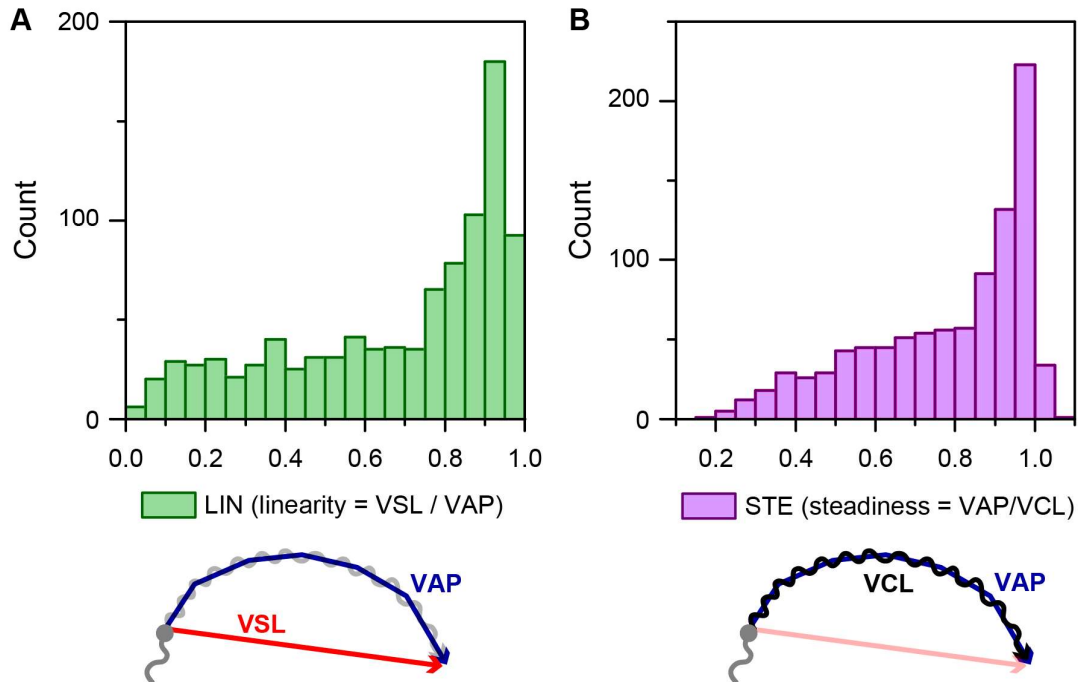 A
200
100
0
Count
0.0 0.2 0.4 0.6 0.8 1.0
LIN (linearity = VSL / VAP)
VAP
VSL
B
200
100
0
Count
0.2 0.4 0.6 0.8 1.0
STE (steadiness = VAP/VCL)
VCL
VAP